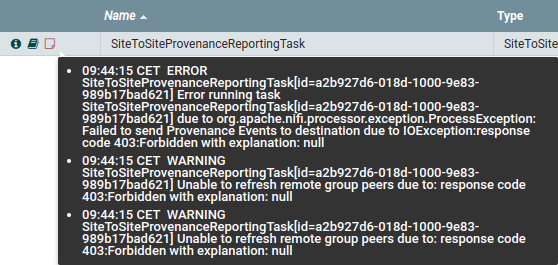 Name
Type
SiteToSiteProvenanceReportingTask
SiteToSite
09:44:15 CET ERROR
SiteToSiteProvenanceReportingTask[id=a2b927d6-018d-1000-9e83-
989b17bad621] Error running task
SiteToSiteProvenanceReportingTask[id=a2b927d6-018d-1000-9e83-
989b17bad621] due to org.apache.nifi.processor.exception.ProcessException:
Failed to send Provenance Events to destination due to IOException:response
code 403:Forbidden with explanation: null
09:44:15 CET WARNING
SiteToSiteProvenanceReportingTask[id=a2b927d6-018d-1000-9e83-
989b17bad621] Unable to refresh remote group peers due to: response code
403:Forbidden with explanation: null
09:44:15 CET WARNING
SiteToSiteProvenanceReportingTask[id=a2b927d6-018d-1000-9e83-
989b17bad621] Unable to refresh remote group peers due to: response code
403:Forbidden with explanation: null